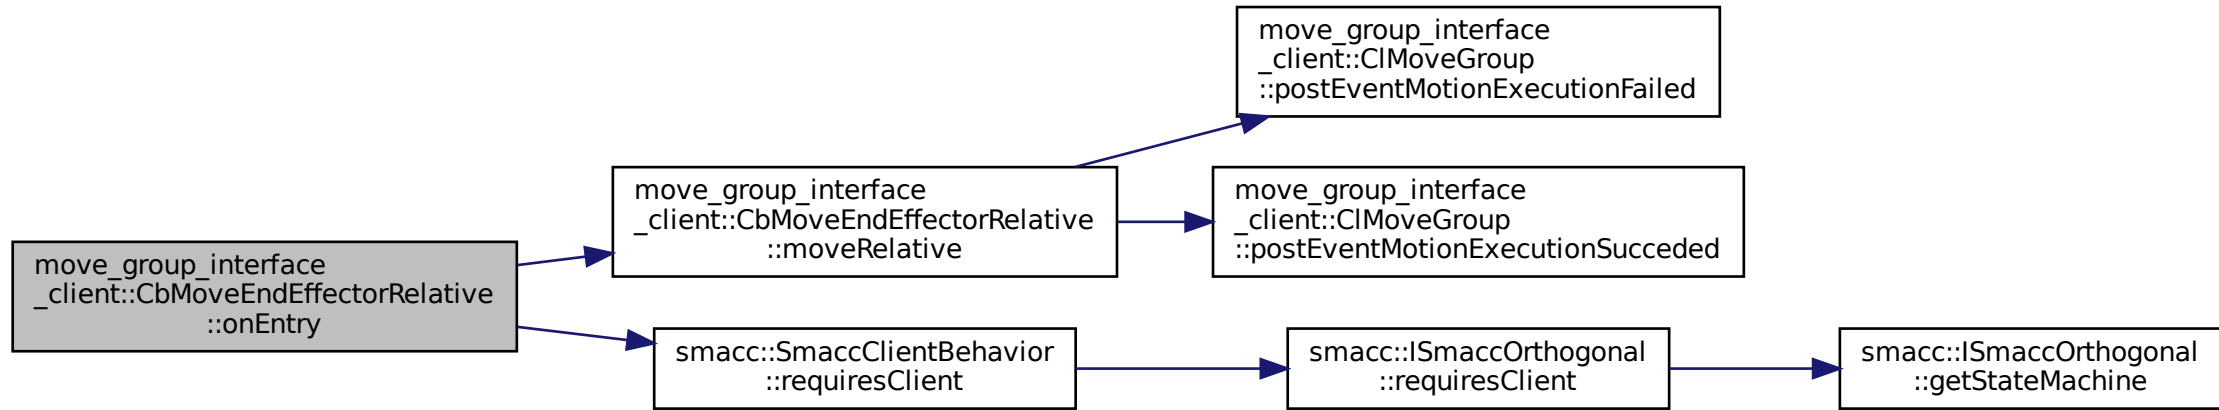 move_group_interface
_client::ClMoveGroup
::postEventMotionExecutionFailed
move_group_interface
_client::CbMoveEndEffectorRelative
::moveRelative
move_group_interface
_client::ClMoveGroup
::postEventMotionExecutionSucceded
move_group_interface
_client::CbMoveEndEffectorRelative
::onEntry
smacc::SmaccClientBehavior
::requiresClient
smacc::ISmaccOrthogonal
::requiresClient
smacc::ISmaccOrthogonal
::getStateMachine